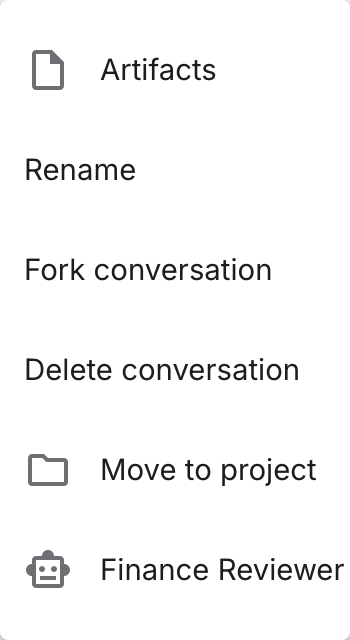 Artifacts
Rename
Fork conversation
Delete conversation
Move to project
Finance Reviewer